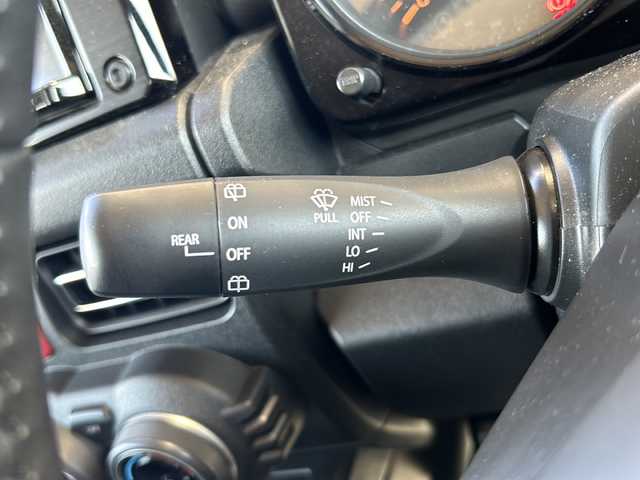 ON
REAR
OFF
PULL
MIST
OFF
INT
LO
HI